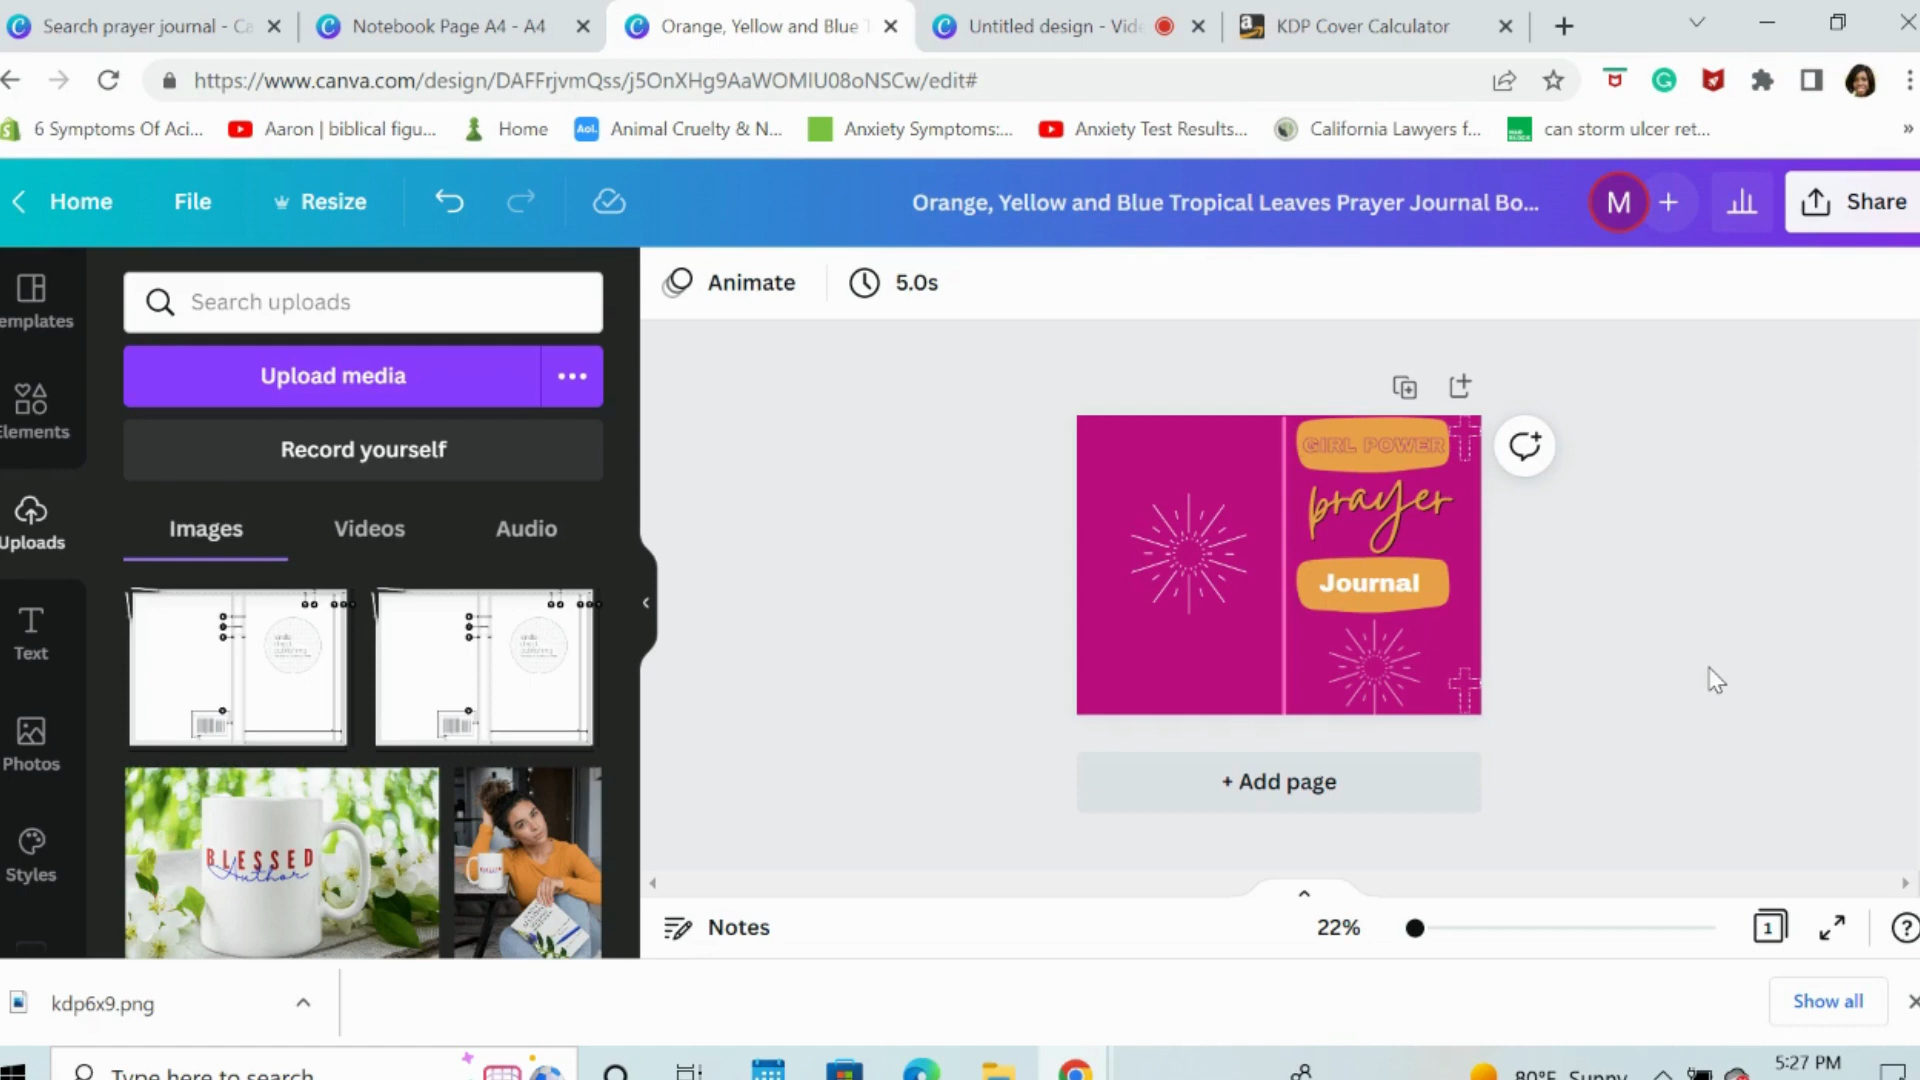 Search prayer journal - Ca
Notebook Page A4 - A4
Orange, Yellow and Blue T
Untitled design - Vide
KDP Cover Calculator
https://www.canva.com/design/DAFFrjvmQss/j5OnXHg9AaWOMIU08oNSCw/edit#
6 Symptoms Of Aci...
Aaron | biblical figu...
Home
Aol.
Animal Cruelty & N...
Anxiety Symptoms:...
Anxiety Test Results...
California Lawyers f...
can storm ulcer ret...
»
Home
File
Resize
Orange, Yellow and Blue Tropical Leaves Prayer Journal Bo...
M
+
Share
emplates
Elements
Uploads
Text
Photos
Styles
Search uploads
Upload media
Record yourself
Images
Videos
Audio
BLESSED
Author
Animate
5.0s
GIRL POWER
prayer
Journal
+ Add page
Notes
22%
1
?
kdp6x9.png
Show all
Type here to search
80°F Sunny
5:27 PM